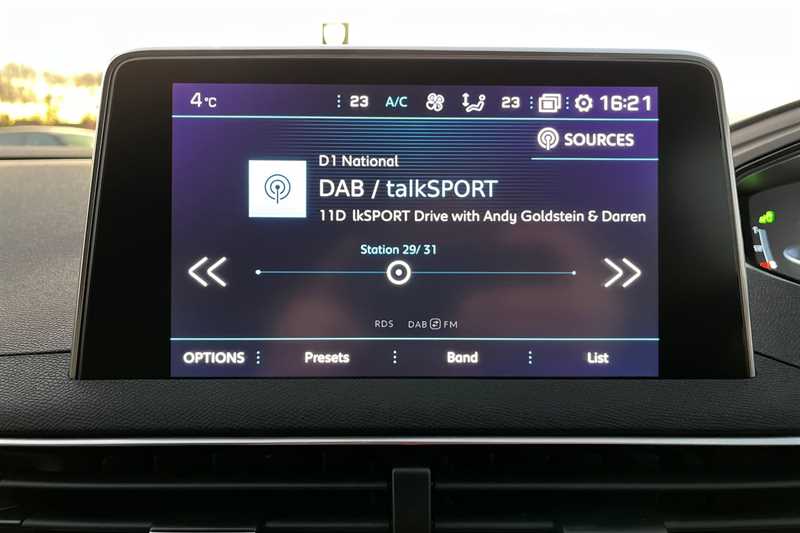 4°C 23 A/C 23 16:21
SOURCES
D1 National
DAB / talkSPORT
11D lkSPORT Drive with Andy Goldstein & Darren
Station 29/ 31
RDS DAB FM
OPTIONS Presets Band List